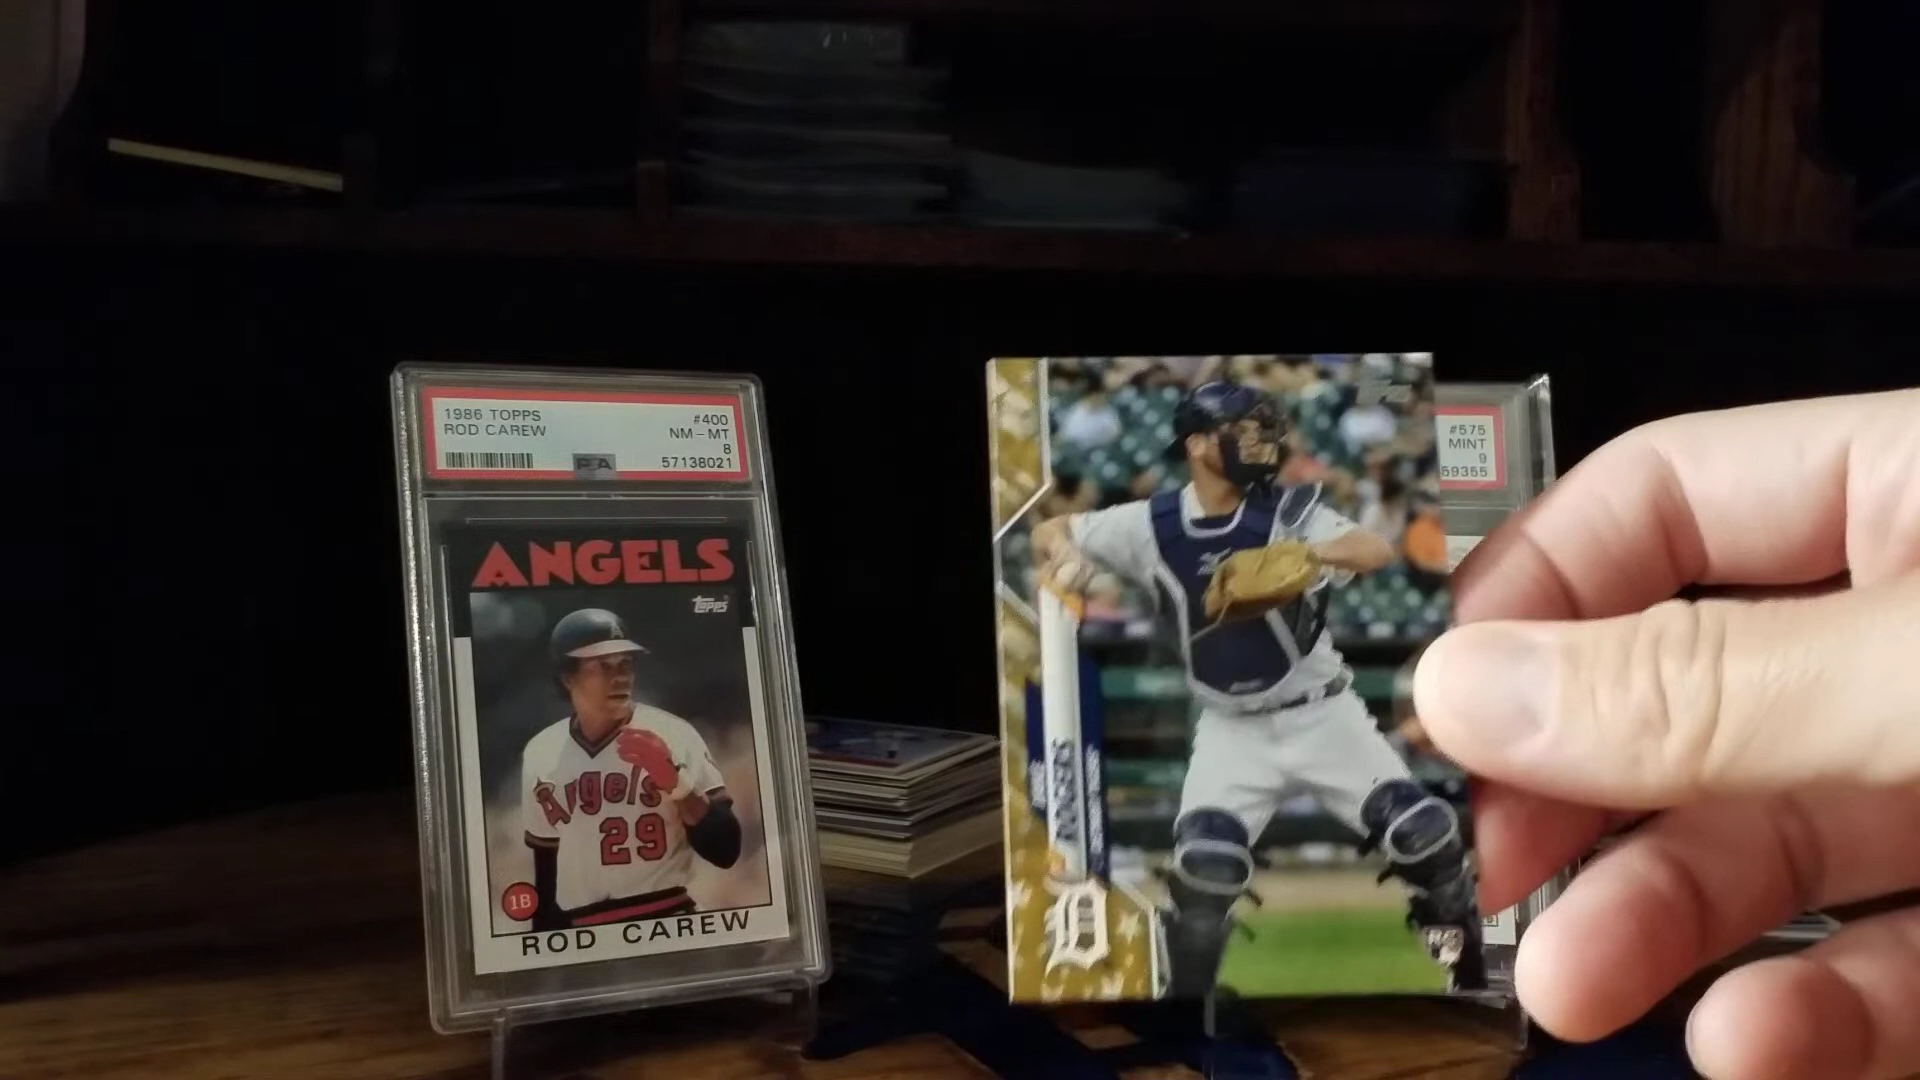 1986 TOPPS
ROD CAREW
#400
NM - MT
8
57138021
PSA
ANGELS
Topps
A
Angels
29
1B
ROD CAREW
ROGERS
D
#575
MINT
9
59355